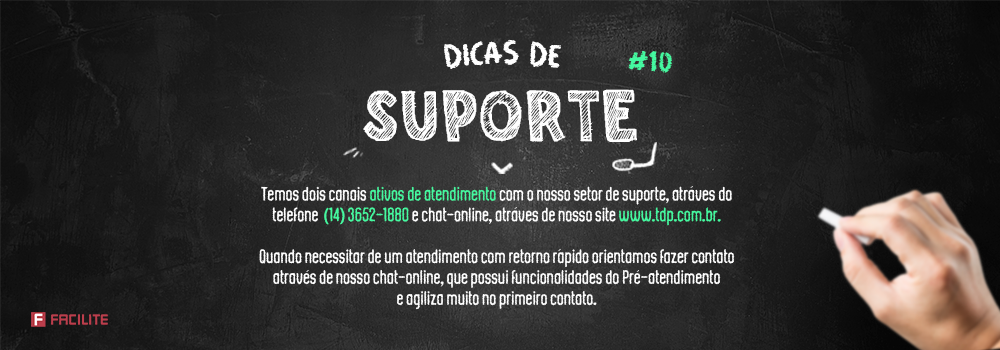 DICAS DE
#10
SUPORTE
Temos dois canais ativos de atendimento com o nosso setor de suporte, atráves do
telefone (14) 3652-1880 e chat-online, atráves de nosso site www.tdp.com.br.
Quando necessitar de um atendimento com retorno rápido orientamos fazer contato
através de nosso chat-online, que possui funcionalidades do Pré-atendimento
e agiliza muito no primeiro contato.
F FACILITE